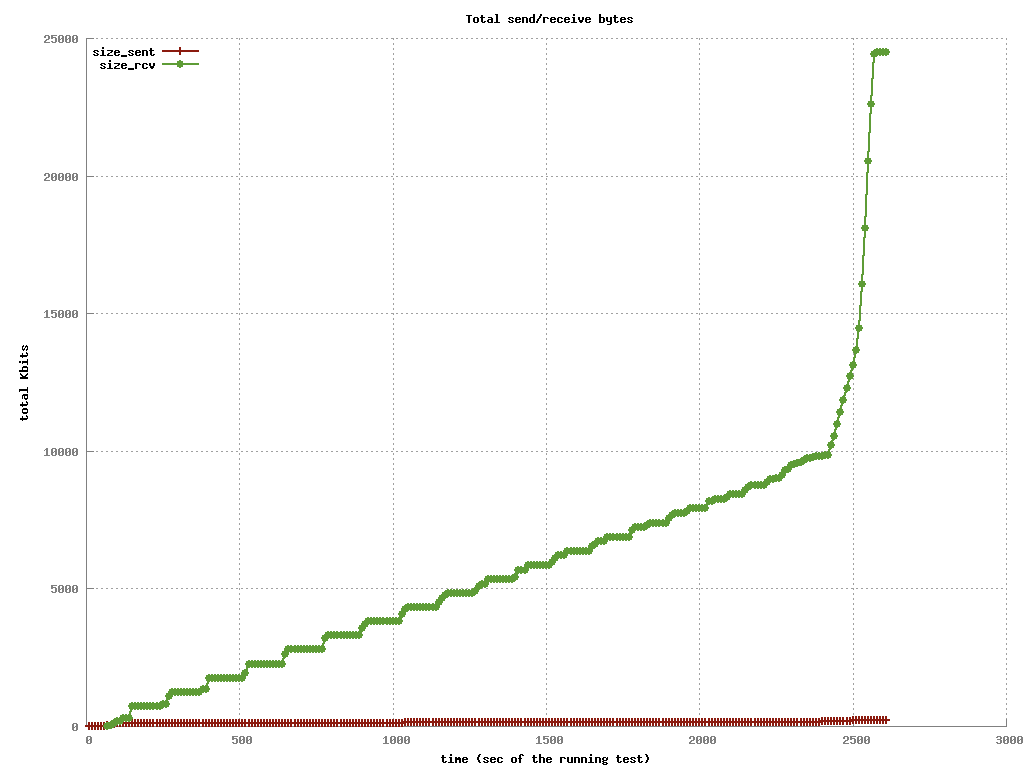 Total send/receive bytes
size_sent
size_rcv
25000
20000
15000
10000
5000
0
total Kbits
0 500 1000 1500 2000 2500 3000
time (sec of the running test)